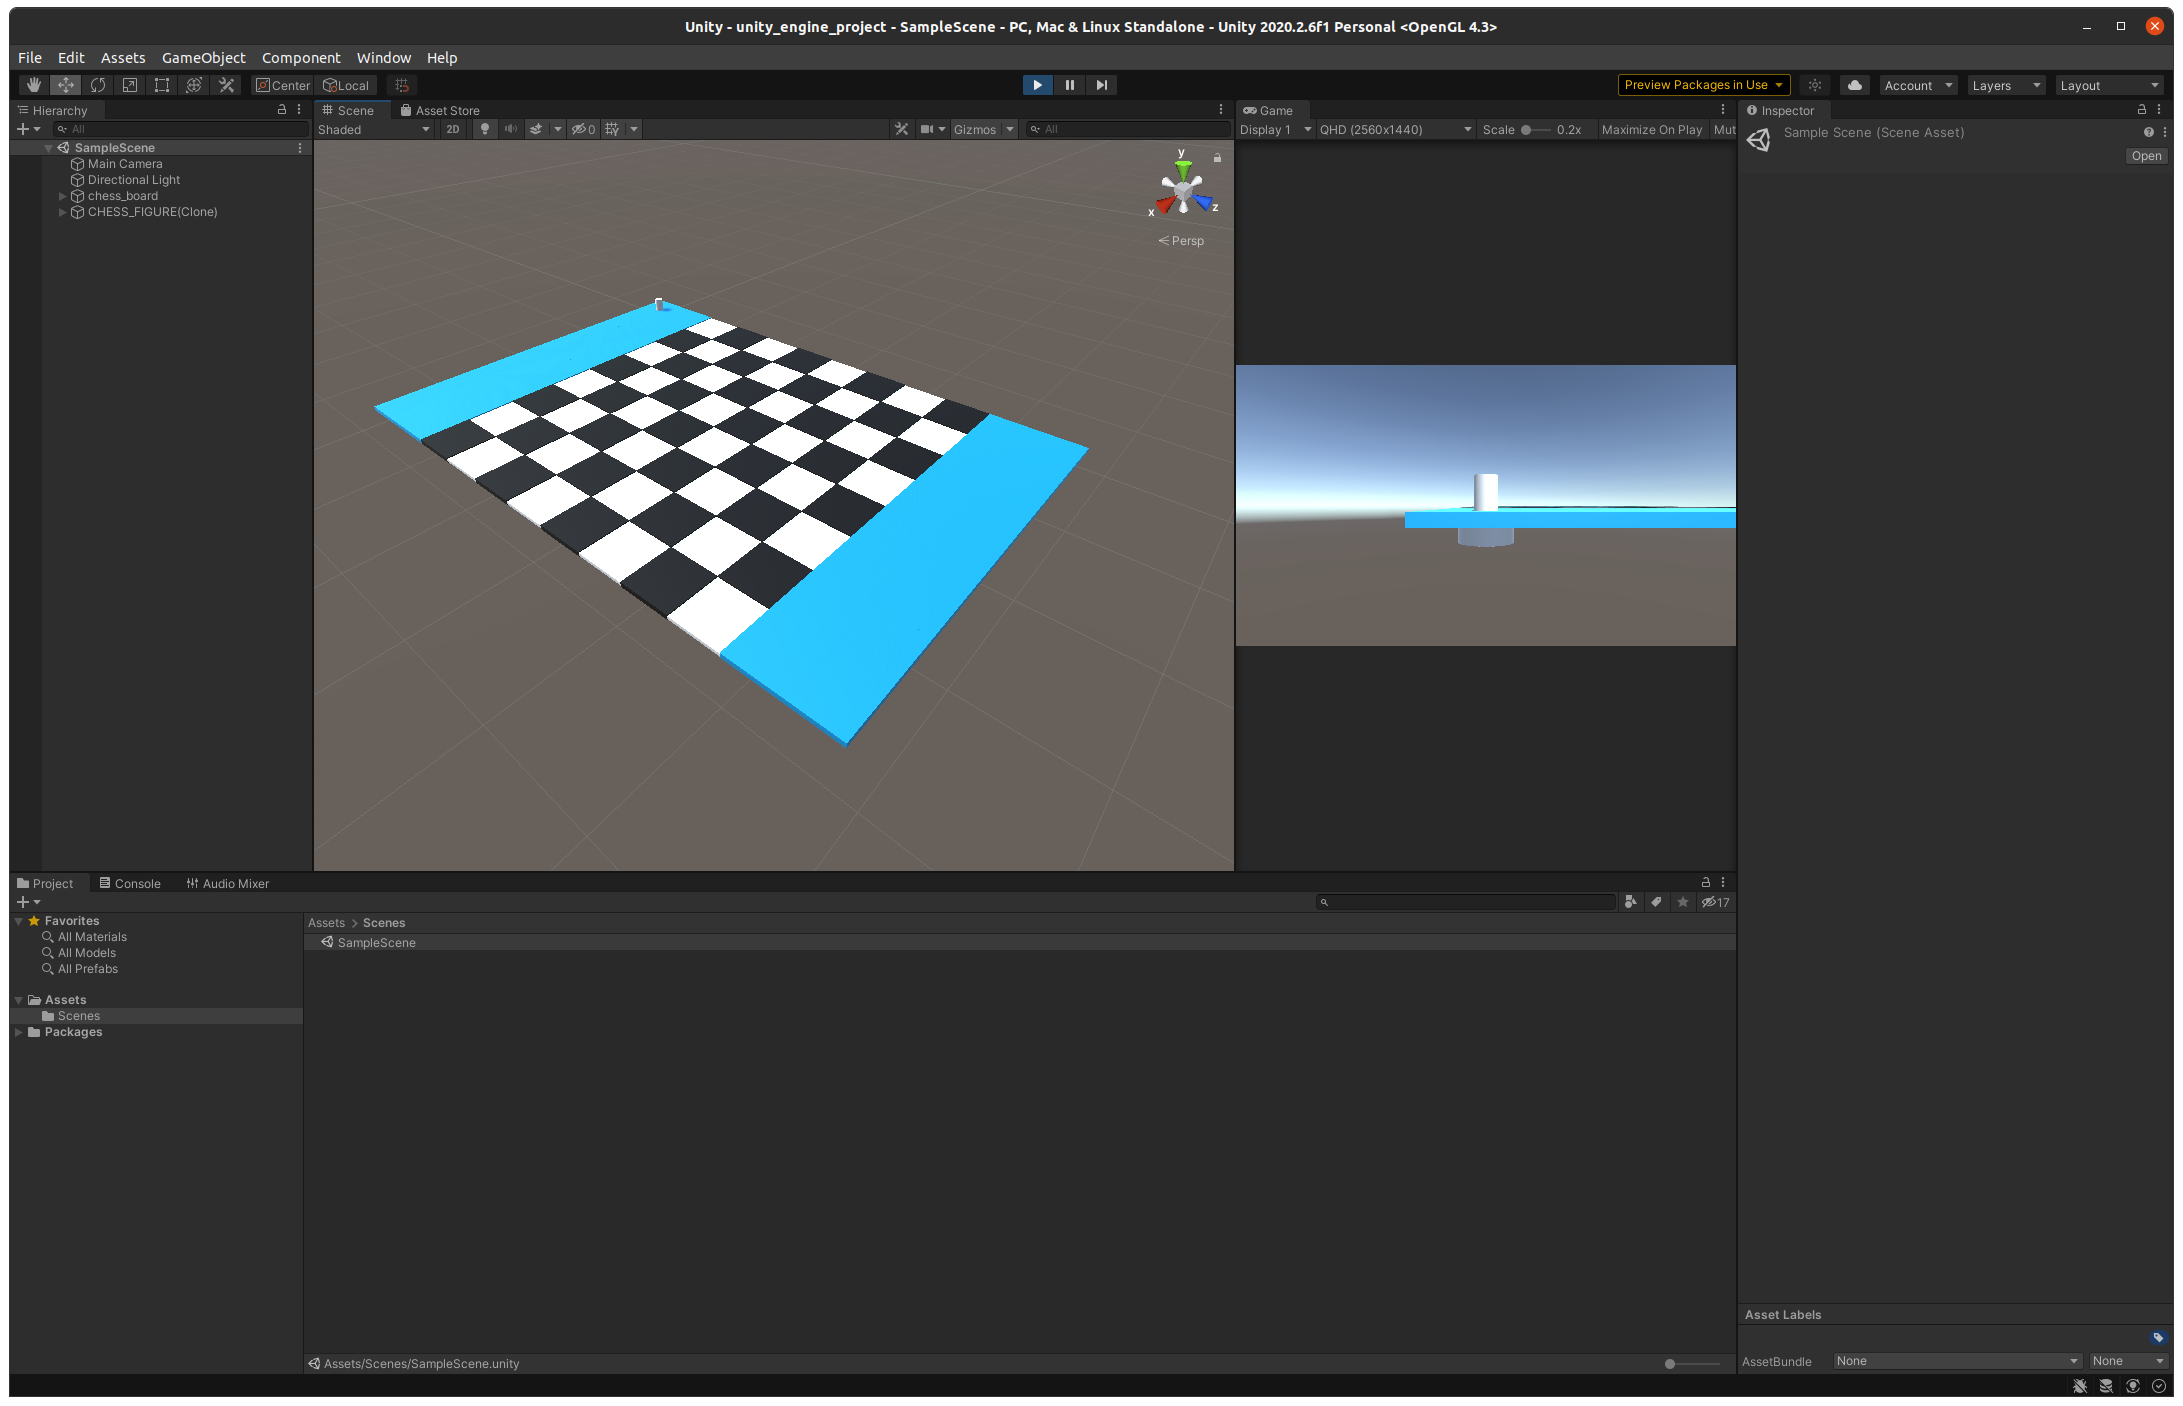 Unity - unity_engine_project - SampleScene - PC, Mac & Linux Standalone - Unity 2020.2.6f1 Personal <OpenGL 4.3>
File Edit Assets GameObject Component Window Help
Center Local Preview Packages in Use Account Layers Layout
Hierarchy Scene Asset Store Game Inspector
All Shaded 2D 0 Gizmos All Display 1 QHD (2560x1440) Scale 0.2x Maximize On Play Mut
Sample Scene (Scene Asset)
Open
SampleScene
Main Camera
Directional Light
chess_board
CHESS_FIGURE(Clone)
y
x
z
Persp
Project Console Audio Mixer
17
Favorites
All Materials
All Models
All Prefabs
Assets
Scenes
Packages
Assets > Scenes
SampleScene
Assets/Scenes/SampleScene.unity
Asset Labels
AssetBundle None None